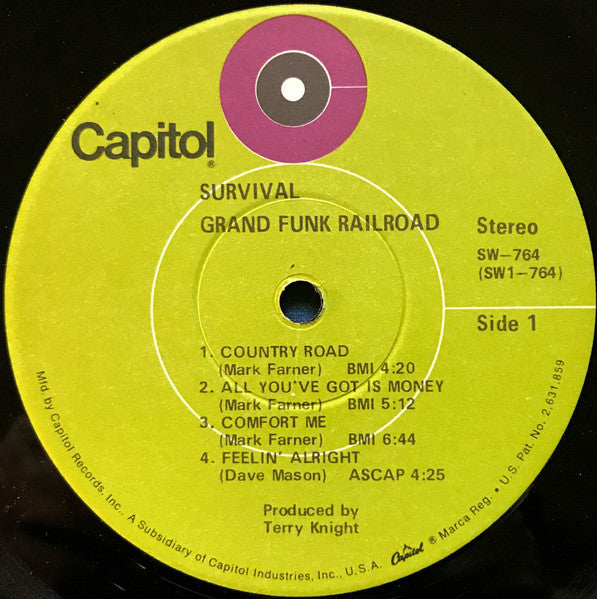 Capitol®
SURVIVAL
GRAND FUNK RAILROAD
Stereo
SW–764
(SW1–764)
Side 1
1. COUNTRY ROAD
(Mark Farner) BMI 4:20
2. ALL YOU'VE GOT IS MONEY
(Mark Farner) BMI 5:12
3. COMFORT ME
(Mark Farner) BMI 6:44
4. FEELIN' ALRIGHT
(Dave Mason) ASCAP 4:25
Produced by
Terry Knight
Mfd. by Capitol Records, Inc., A Subsidiary of Capitol Industries, Inc., U.S.A. Capitol ® Marca Reg. • U.S. Pat. No. 2,631,859